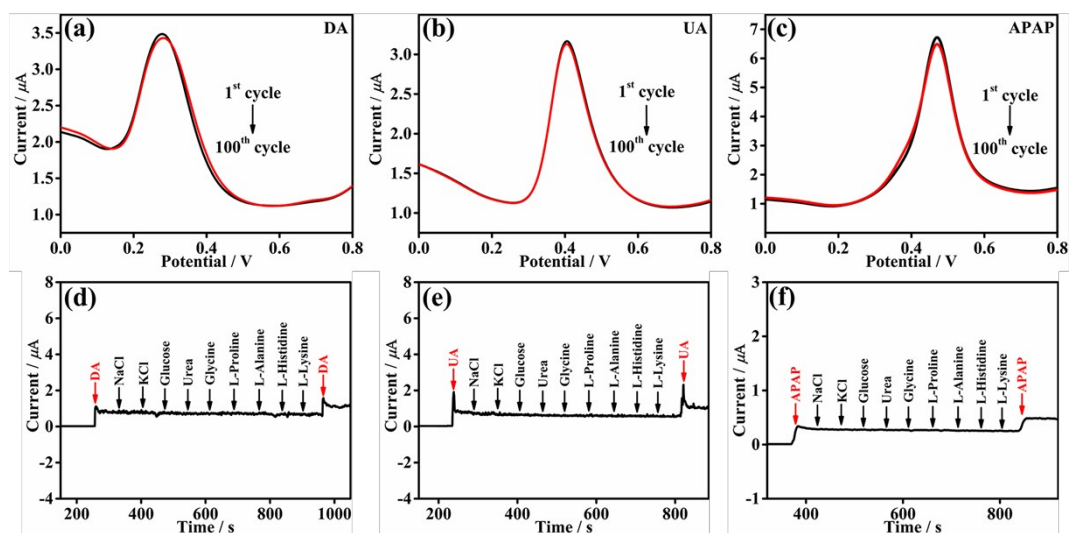 (a) DA
3.5
3.0
2.5
2.0
1.5
1.0
Current / μA
1st cycle
100th cycle
0.0 0.2 0.4 0.6 0.8
Potential / V
(b) UA
3.0
2.5
2.0
1.5
1.0
Current / μA
1st cycle
100th cycle
0.0 0.2 0.4 0.6 0.8
Potential / V
(c) APAP
7
6
5
4
3
2
1
0
Current / μA
1st cycle
100th cycle
0.0 0.2 0.4 0.6 0.8
Potential / V
(d)
8
6
4
2
0
-2
-4
Current / μA
DA
NaCl
KCl
Glucose
Urea
Glycine
L-Proline
L-Alanine
L-Histidine
L-Lysine
DA
200 400 600 800 1000
Time / s
(e)
8
6
4
2
0
-2
-4
Current / μA
UA
NaCl
KCl
Glucose
Urea
Glycine
L-Proline
L-Alanine
L-Histidine
L-Lysine
UA
200 400 600 800
Time / s
(f)
3
2
1
0
-1
Current / μA
APAP
NaCl
KCl
Glucose
Urea
Glycine
L-Proline
L-Alanine
L-Histidine
L-Lysine
APAP
400 600 800
Time / s